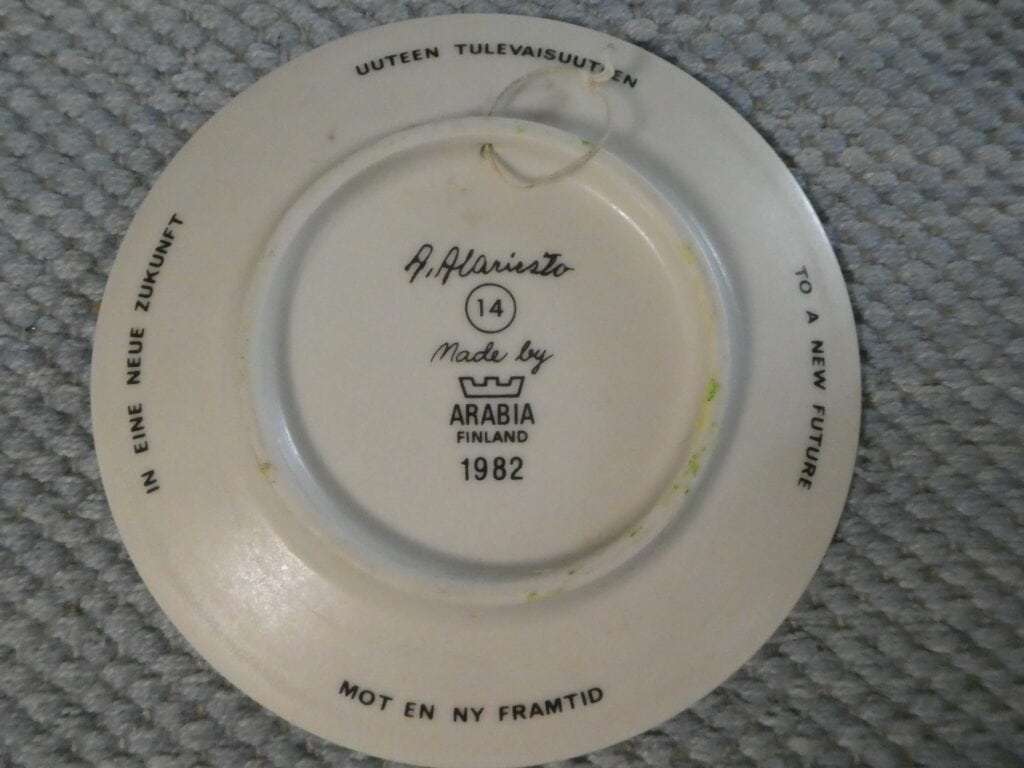 UUTEEN TULEVAISUUTEEN
TO A NEW FUTURE
MOT EN NY FRAMTID
IN EINE NEUE ZUKUNFT
A. Alariesto
14
Made by
ARABIA
FINLAND
1982